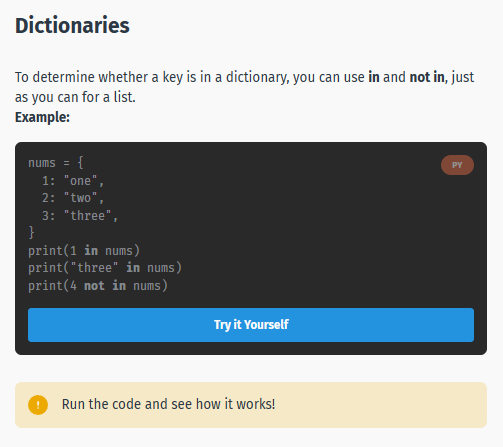 Dictionaries
To determine whether a key is in a dictionary, you can use in and not in, just
as you can for a list.
Example:
PY
nums = {
  1: "one",
  2: "two",
  3: "three",
}
print(1 in nums)
print("three" in nums)
print(4 not in nums)
Try it Yourself
! Run the code and see how it works!